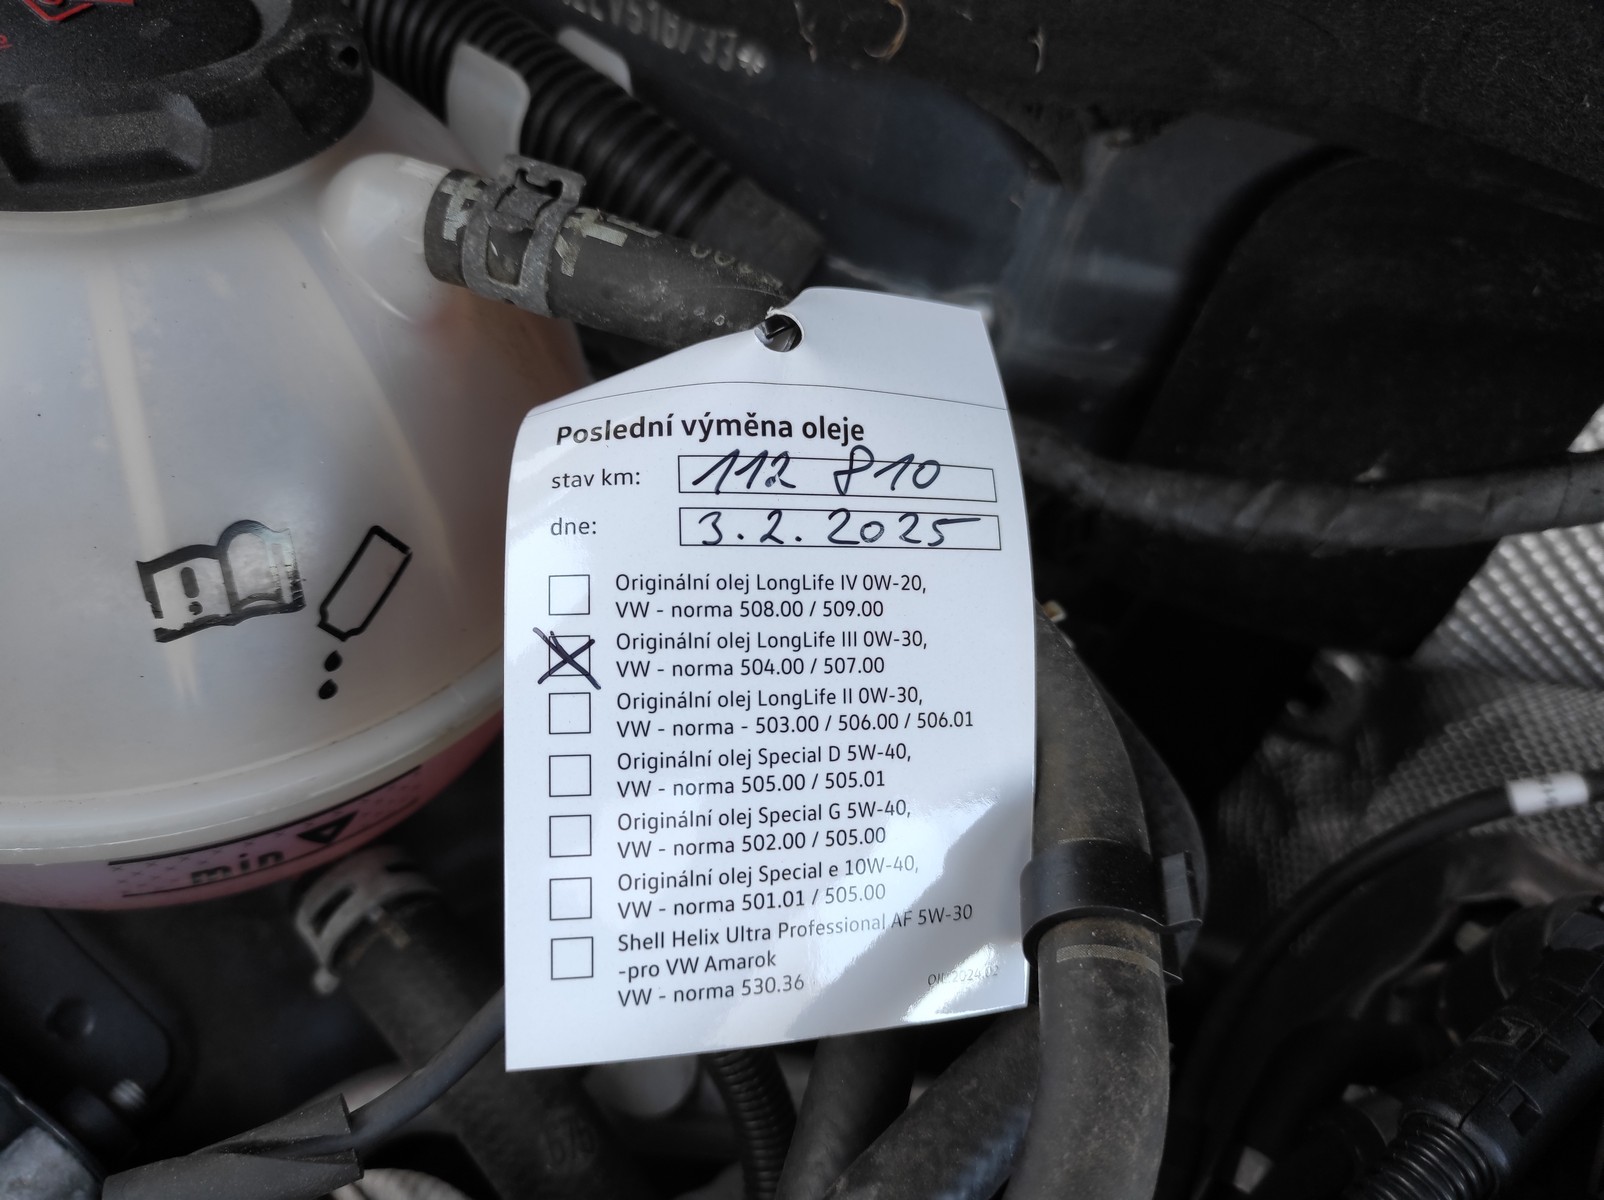 Poslední výměna oleje
stav km: 112 810
dne: 3.2.2025
Originální olej LongLife IV 0W-20,
VW - norma 508.00 / 509.00
Originální olej LongLife III 0W-30,
VW - norma 504.00 / 507.00
Originální olej LongLife II 0W-30,
VW - norma - 503.00 / 506.00 / 506.01
Originální olej Special D 5W-40,
VW - norma 505.00 / 505.01
Originální olej Special G 5W-40,
VW - norma 502.00 / 505.00
Originální olej Special e 10W-40,
VW - norma 501.01 / 505.00
Shell Helix Ultra Professional AF 5W-30
-pro VW Amarok
VW - norma 530.36
min